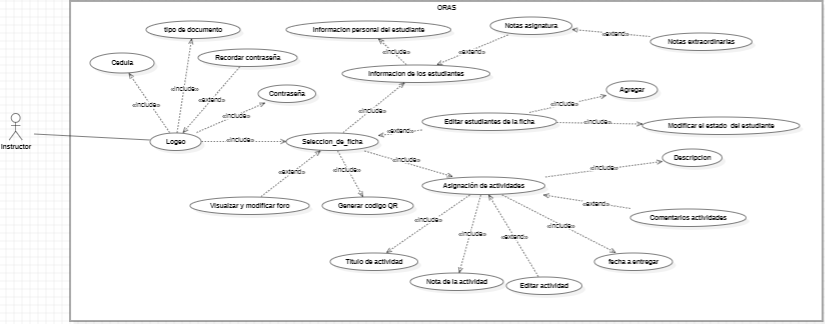 ORAS
tipo de documento
Informacion personal del estudiante
Notas asignatura
«include»
«extend»
«extend»
Notas extraordinarias
Cedula
Recordar contraseña
Informacion de los estudiantes
«include»
«include»
«extend»
Contraseña
«include»
«include»
«include»
Agregar
Instructor
Logeo
«include»
Seleccion_de_ficha
«extend»
Editar estudiantes de la ficha
«include»
Modificar el estado del estudiante
«extend»
«include»
«include»
Asignación de actividades
«include»
Descripcion
Visualzar y modificar foro
Generar codigo QR
«extend»
Comentarios actividades
«include»
«include»
«extend»
«include»
Titulo de actividad
Nota de la actividad
Editar actividad
fecha a entregar